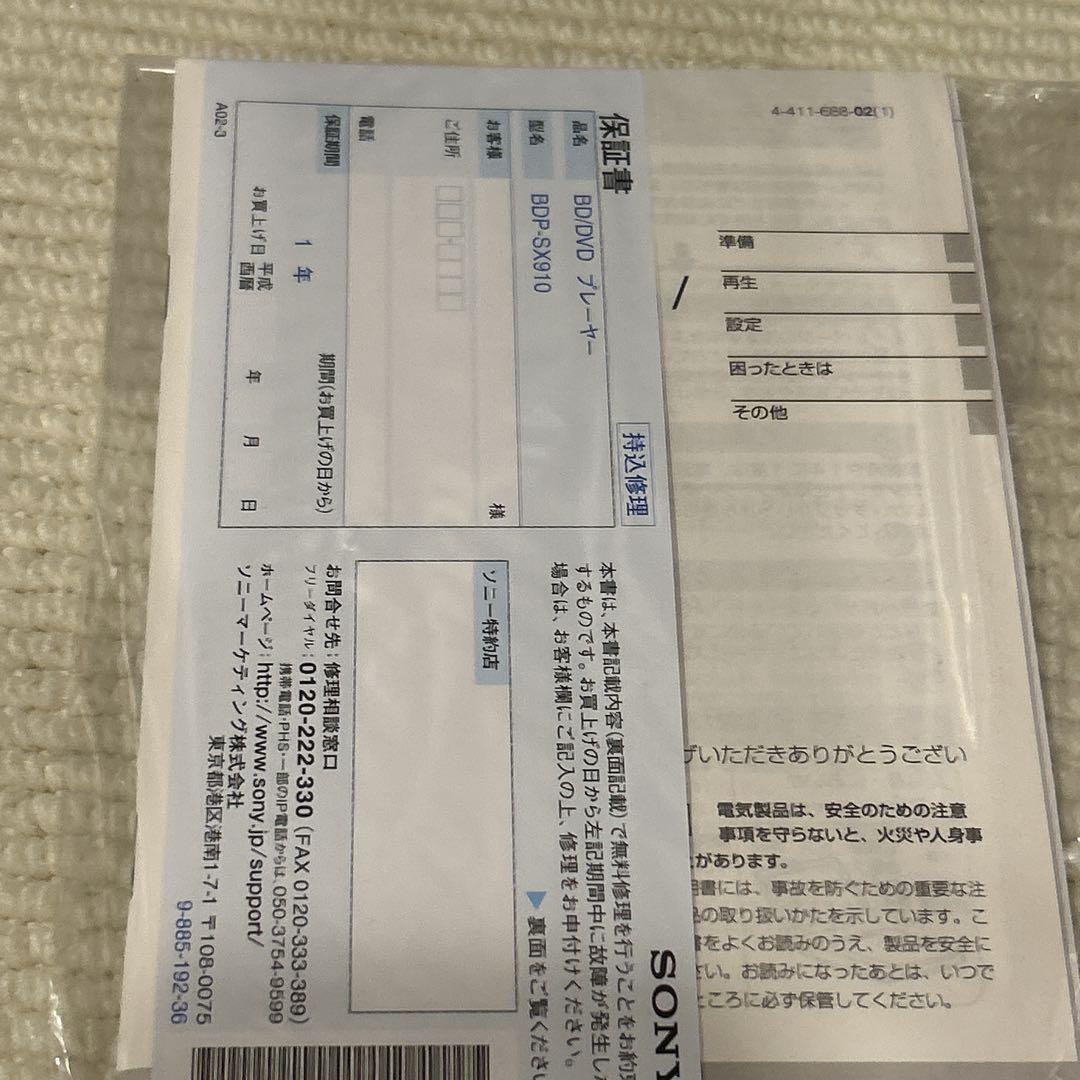 保証書
持込修理
品名 BD/DVD プレーヤー
型名 BDP-SX910
お客様 様
ご住所
電話
保証期間 1 年 期間(お買上げの日から)
お買上げ日 平成 西暦 年 月 日
A02-3
本書は、本書記載内容(裏面記載)で無料修理を行うことをお約束
するものです。お買上げの日から左記期間中に故障が発生した
場合は、お客様欄にご記入の上、修理をお申付けください。
▶裏面をご覧ください
ソニー特約店
お問合せ先:修理相談窓口
フリーダイヤル:0120-222-330 (FAX 0120-333-389)
携帯電話・PHS・一部のIP電話からは、050-3754-9599
ホームページ:http://www.sony.jp/support/
ソニーマーケティング株式会社
東京都港区港南1-7-1 〒108-0075
9-885-192-36
SONY
4-411-688-02(1)
準備
再生
設定
困ったときは
その他
げいただきありがとうござい
電気製品は、安全のための注意
事項を守らないと、火災や人身事
があります。
明書には、事故を防ぐための重要な注
品の取り扱いかたを示しています。こ
書をよくお読みのうえ、製品を安全に
さい。お読みになったあとは、いつで
ところに必ず保管してください。